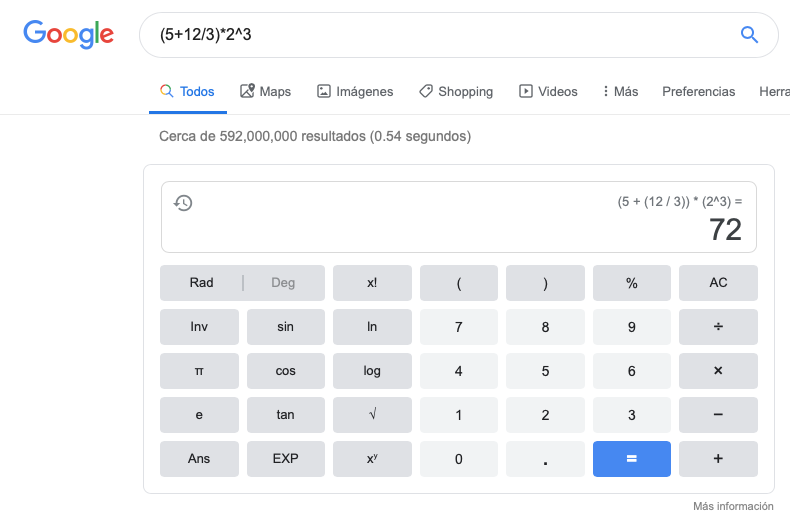 Google (5+12/3)*2^3
Todos Maps Imágenes Shopping Videos Más Preferencias Herra
Cerca de 592,000,000 resultados (0.54 segundos)
(5 + (12 / 3)) * (2^3) =
72
Rad | Deg x! ( ) % AC
Inv sin ln 7 8 9 ÷
π cos log 4 5 6 ×
e tan √ 1 2 3 −
Ans EXP xʸ 0 . = +
Más información